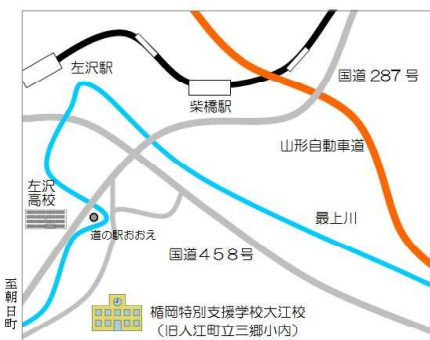 左沢駅
国道287号
柴橋駅
山形自動車道
左沢
高校
最上川
道の駅おおえ
国道458号
至朝日町
楯岡特別支援学校大江校
（旧大江町立三郷小内）